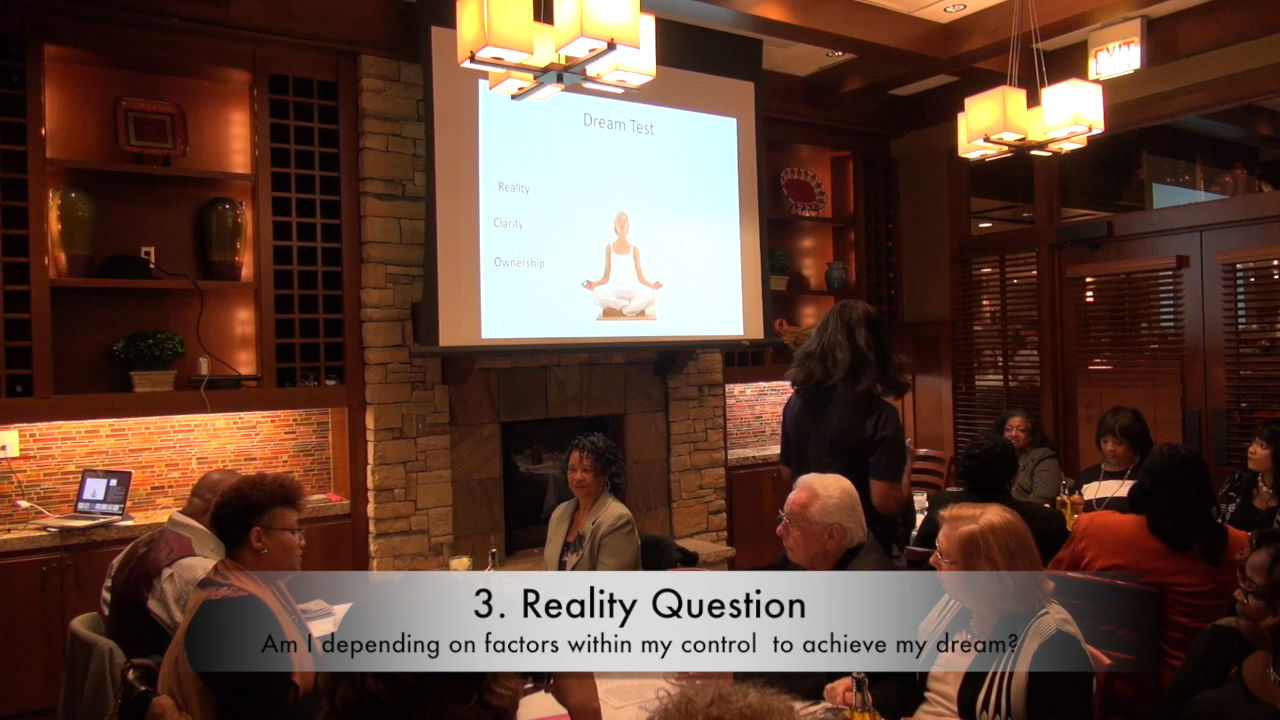 EXIT
Dream Test
Reality
Clarity
Ownership
3. Reality Question
Am I depending on factors within my control  to achieve my dream?